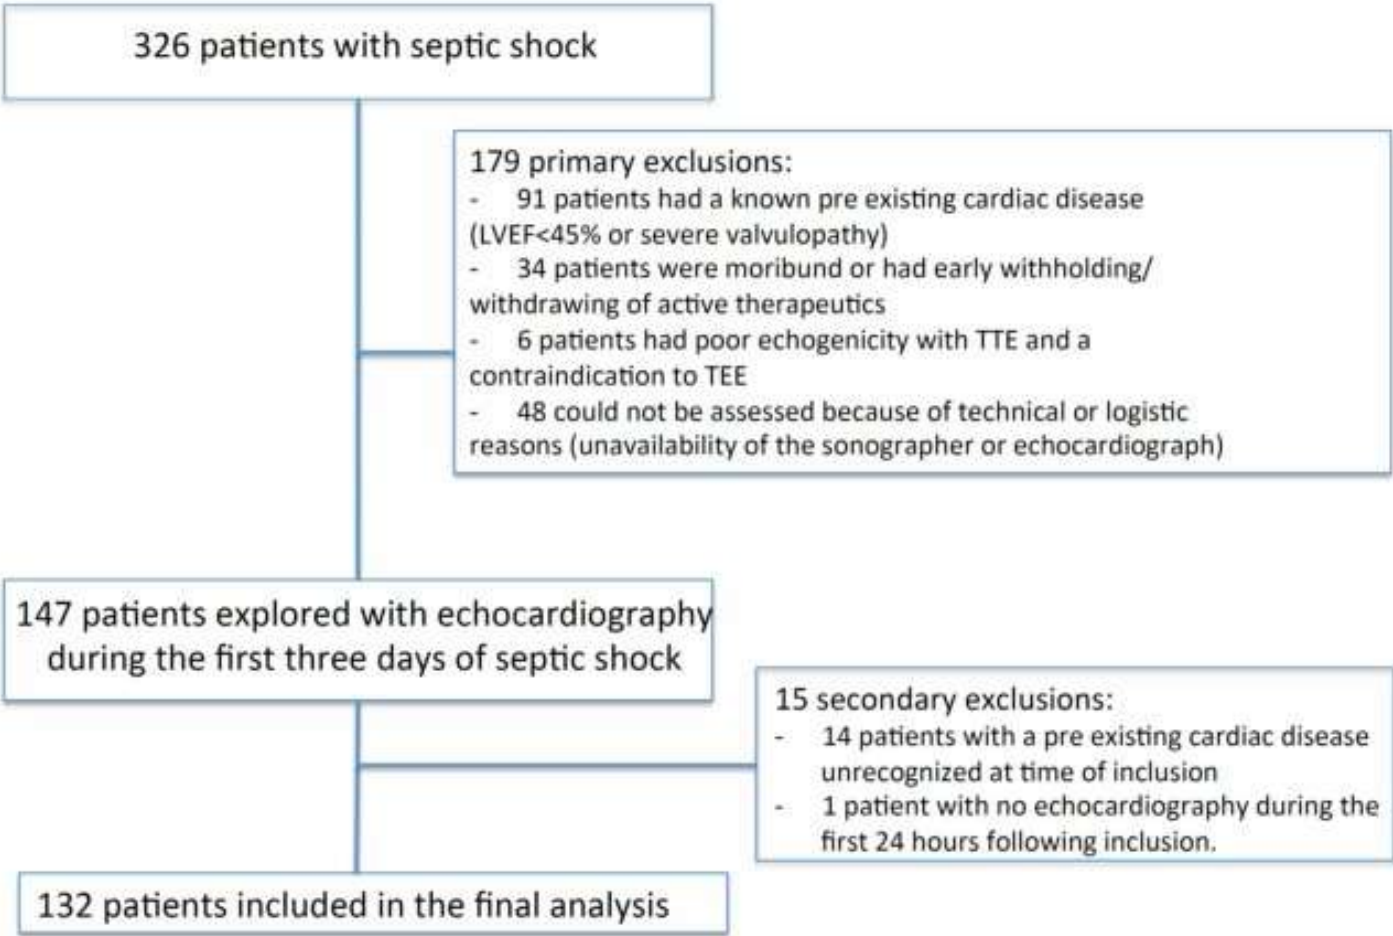 326 patients with septic shock
179 primary exclusions:
- 91 patients had a known pre existing cardiac disease
(LVEF<45% or severe valvulopathy)
- 34 patients were moribund or had early withholding/
withdrawing of active therapeutics
- 6 patients had poor echogenicity with TTE and a
contraindication to TEE
- 48 could not be assessed because of technical or logistic
reasons (unavailability of the sonographer or echocardiograph)
147 patients explored with echocardiography
during the first three days of septic shock
15 secondary exclusions:
- 14 patients with a pre existing cardiac disease
unrecognized at time of inclusion
- 1 patient with no echocardiography during the
first 24 hours following inclusion.
132 patients included in the final analysis